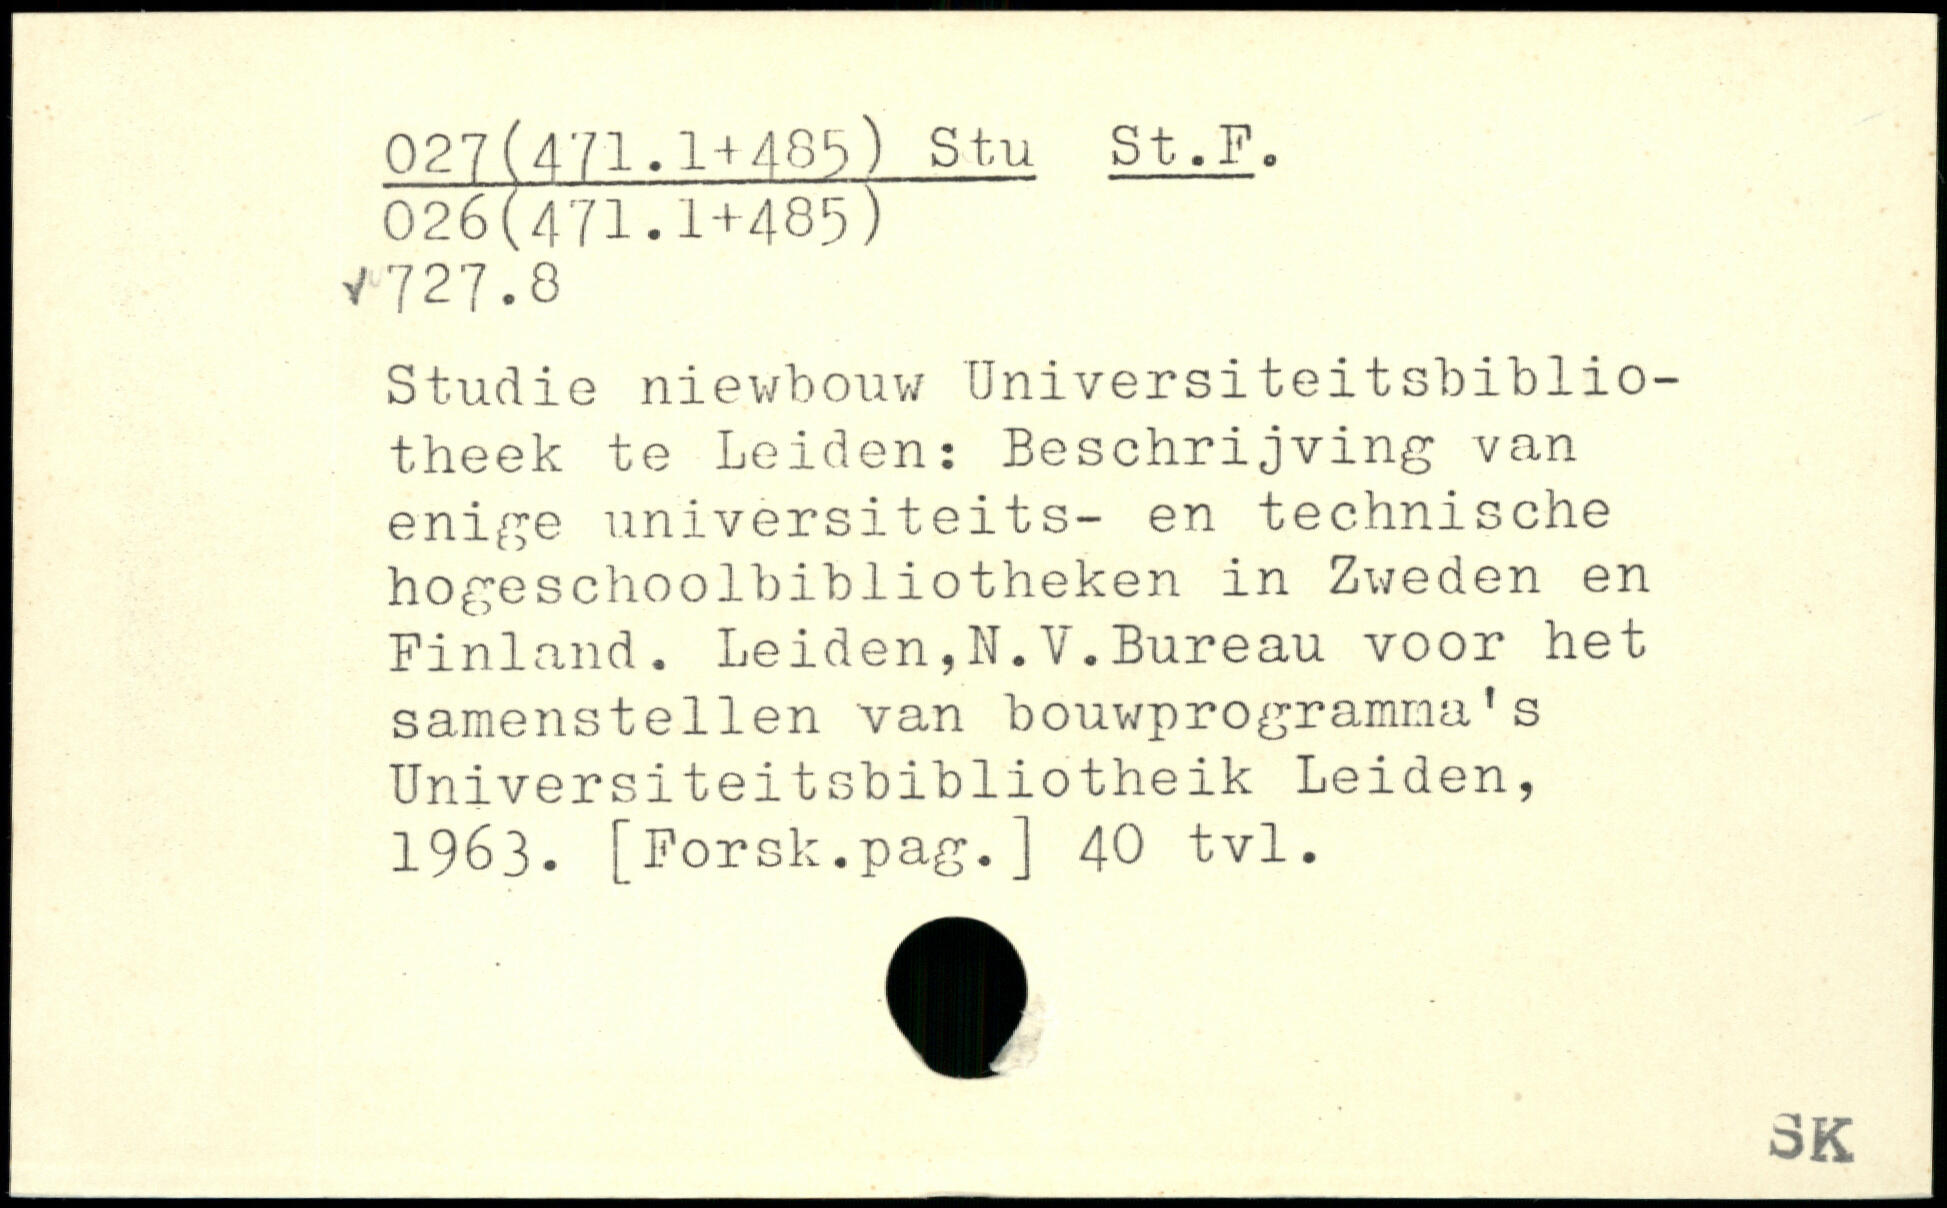 027(471.1+485) Stu St.F.
026(471.1+485)
✓727.8
Studie niewbouw Universiteitsbiblio-
theek te Leiden: Beschrijving van
enige universiteits- en technische
hogeschoolbibliotheken in Zweden en
Finland. Leiden,N.V.Bureau voor het
samenstellen van bouwprogramma's
Universiteitsbibliotheik Leiden,
1963. [Forsk.pag.] 40 tvl.
SK